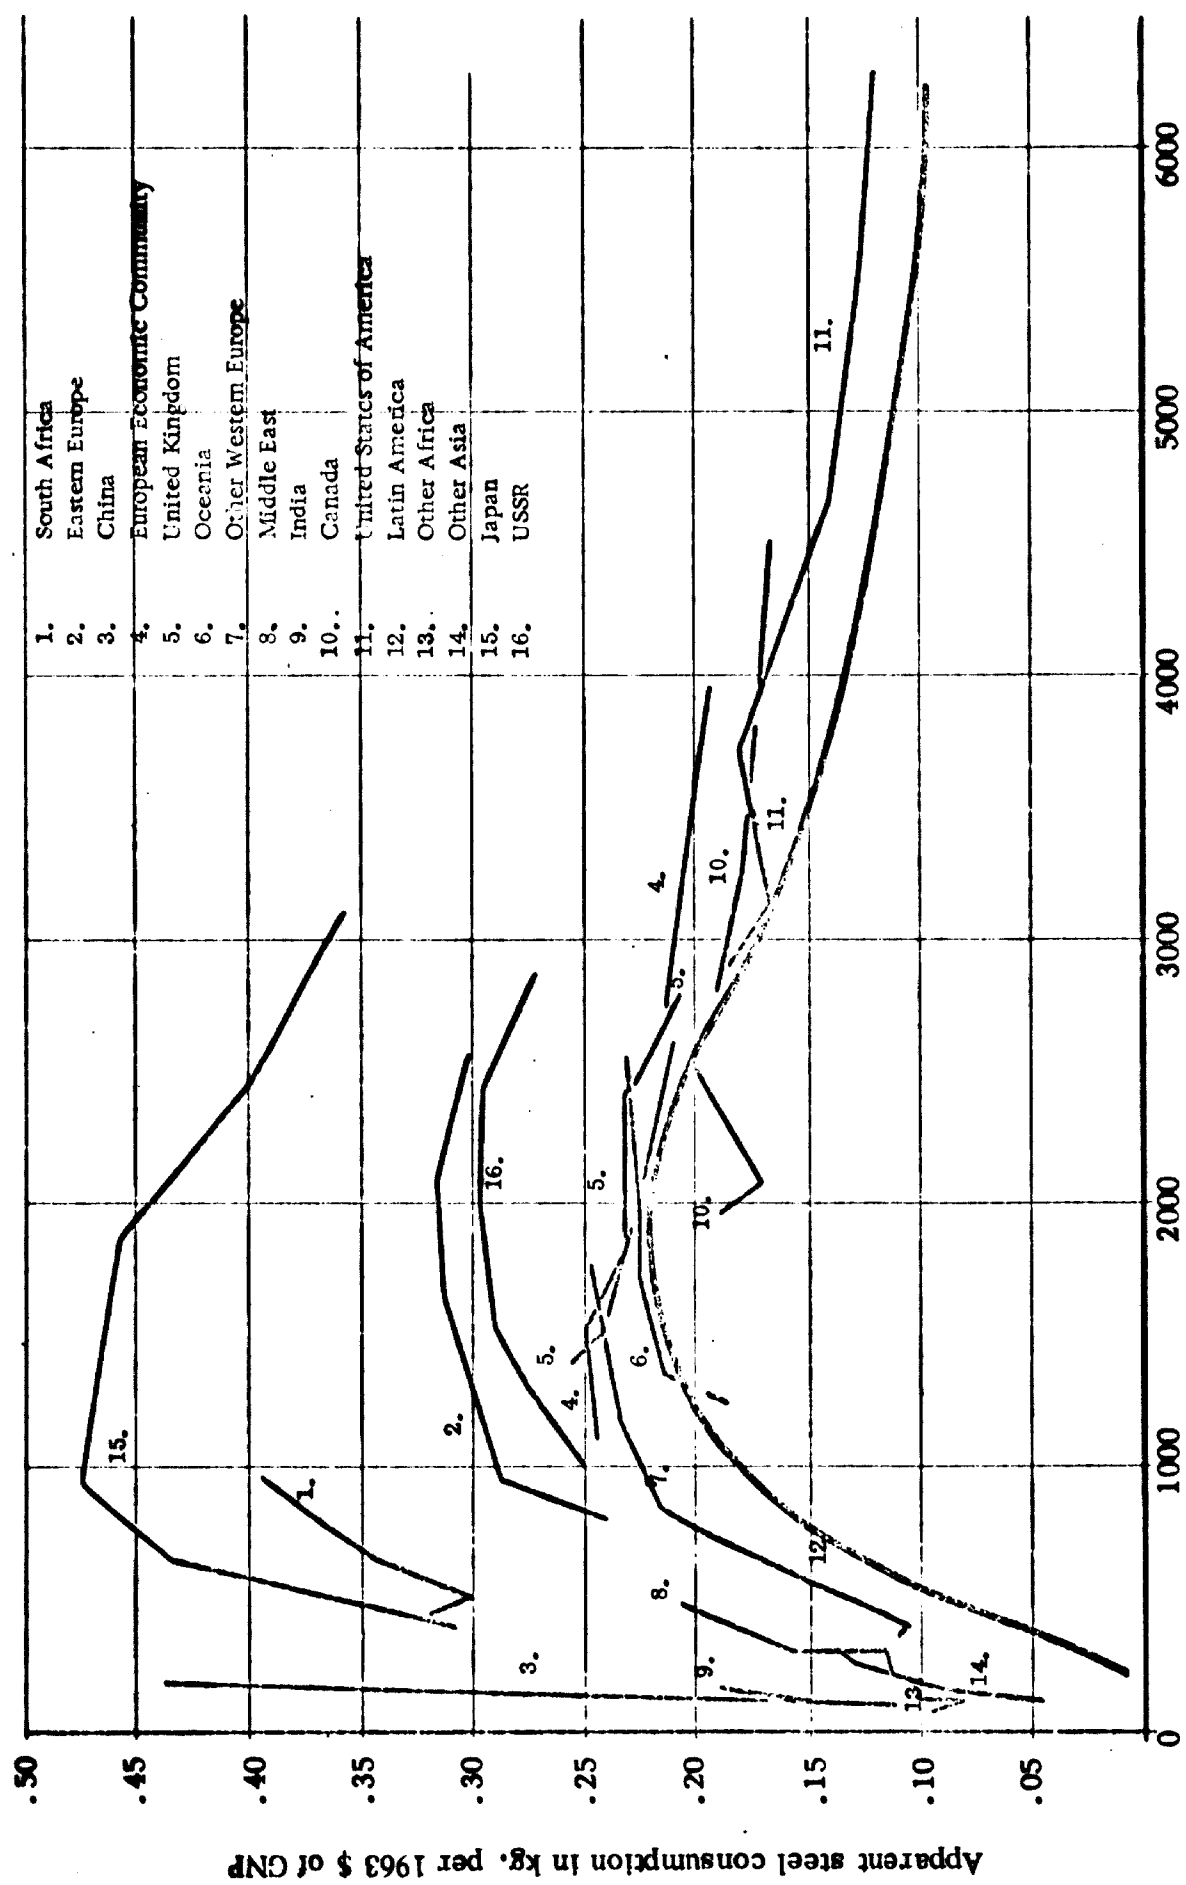 Apparent steel consumption in kg. per 1963 $ of GNP
.50
.45
.40
.35
.30
.25
.20
.15
.10
.05
0
1000
2000
3000
4000
5000
6000
1. South Africa
2. Eastern Europe
3. China
4. European Economic Community
5. United Kingdom
6. Oceania
7. Other Western Europe
8. Middle East
9. India
10.. Canada
11. United States of America
12. Latin America
13. Other Africa
14. Other Asia
15. Japan
16. USSR
15.
1.
2.
16.
3.
4.
5.
5.
6.
7.
8.
9.
10.
12.
13
14.
5.
4.
10.
11.
11.